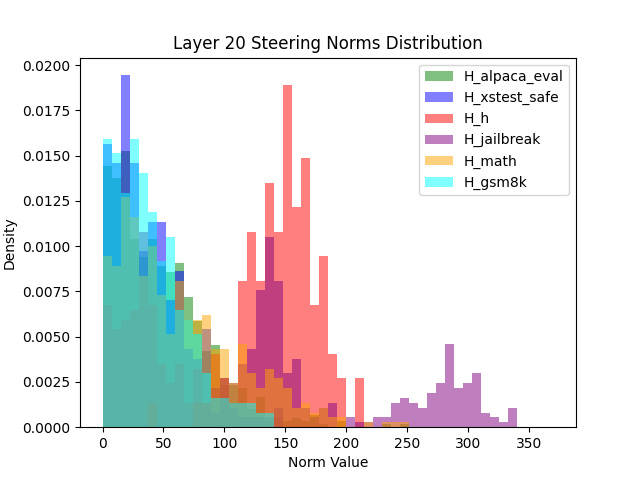 Layer 20 Steering Norms Distribution
0.0200
0.0175
0.0150
0.0125
0.0100
0.0075
0.0050
0.0025
0.0000
Density
H_alpaca_eval
H_xstest_safe
H_h
H_jailbreak
H_math
H_gsm8k
0 50 100 150 200 250 300 350
Norm Value